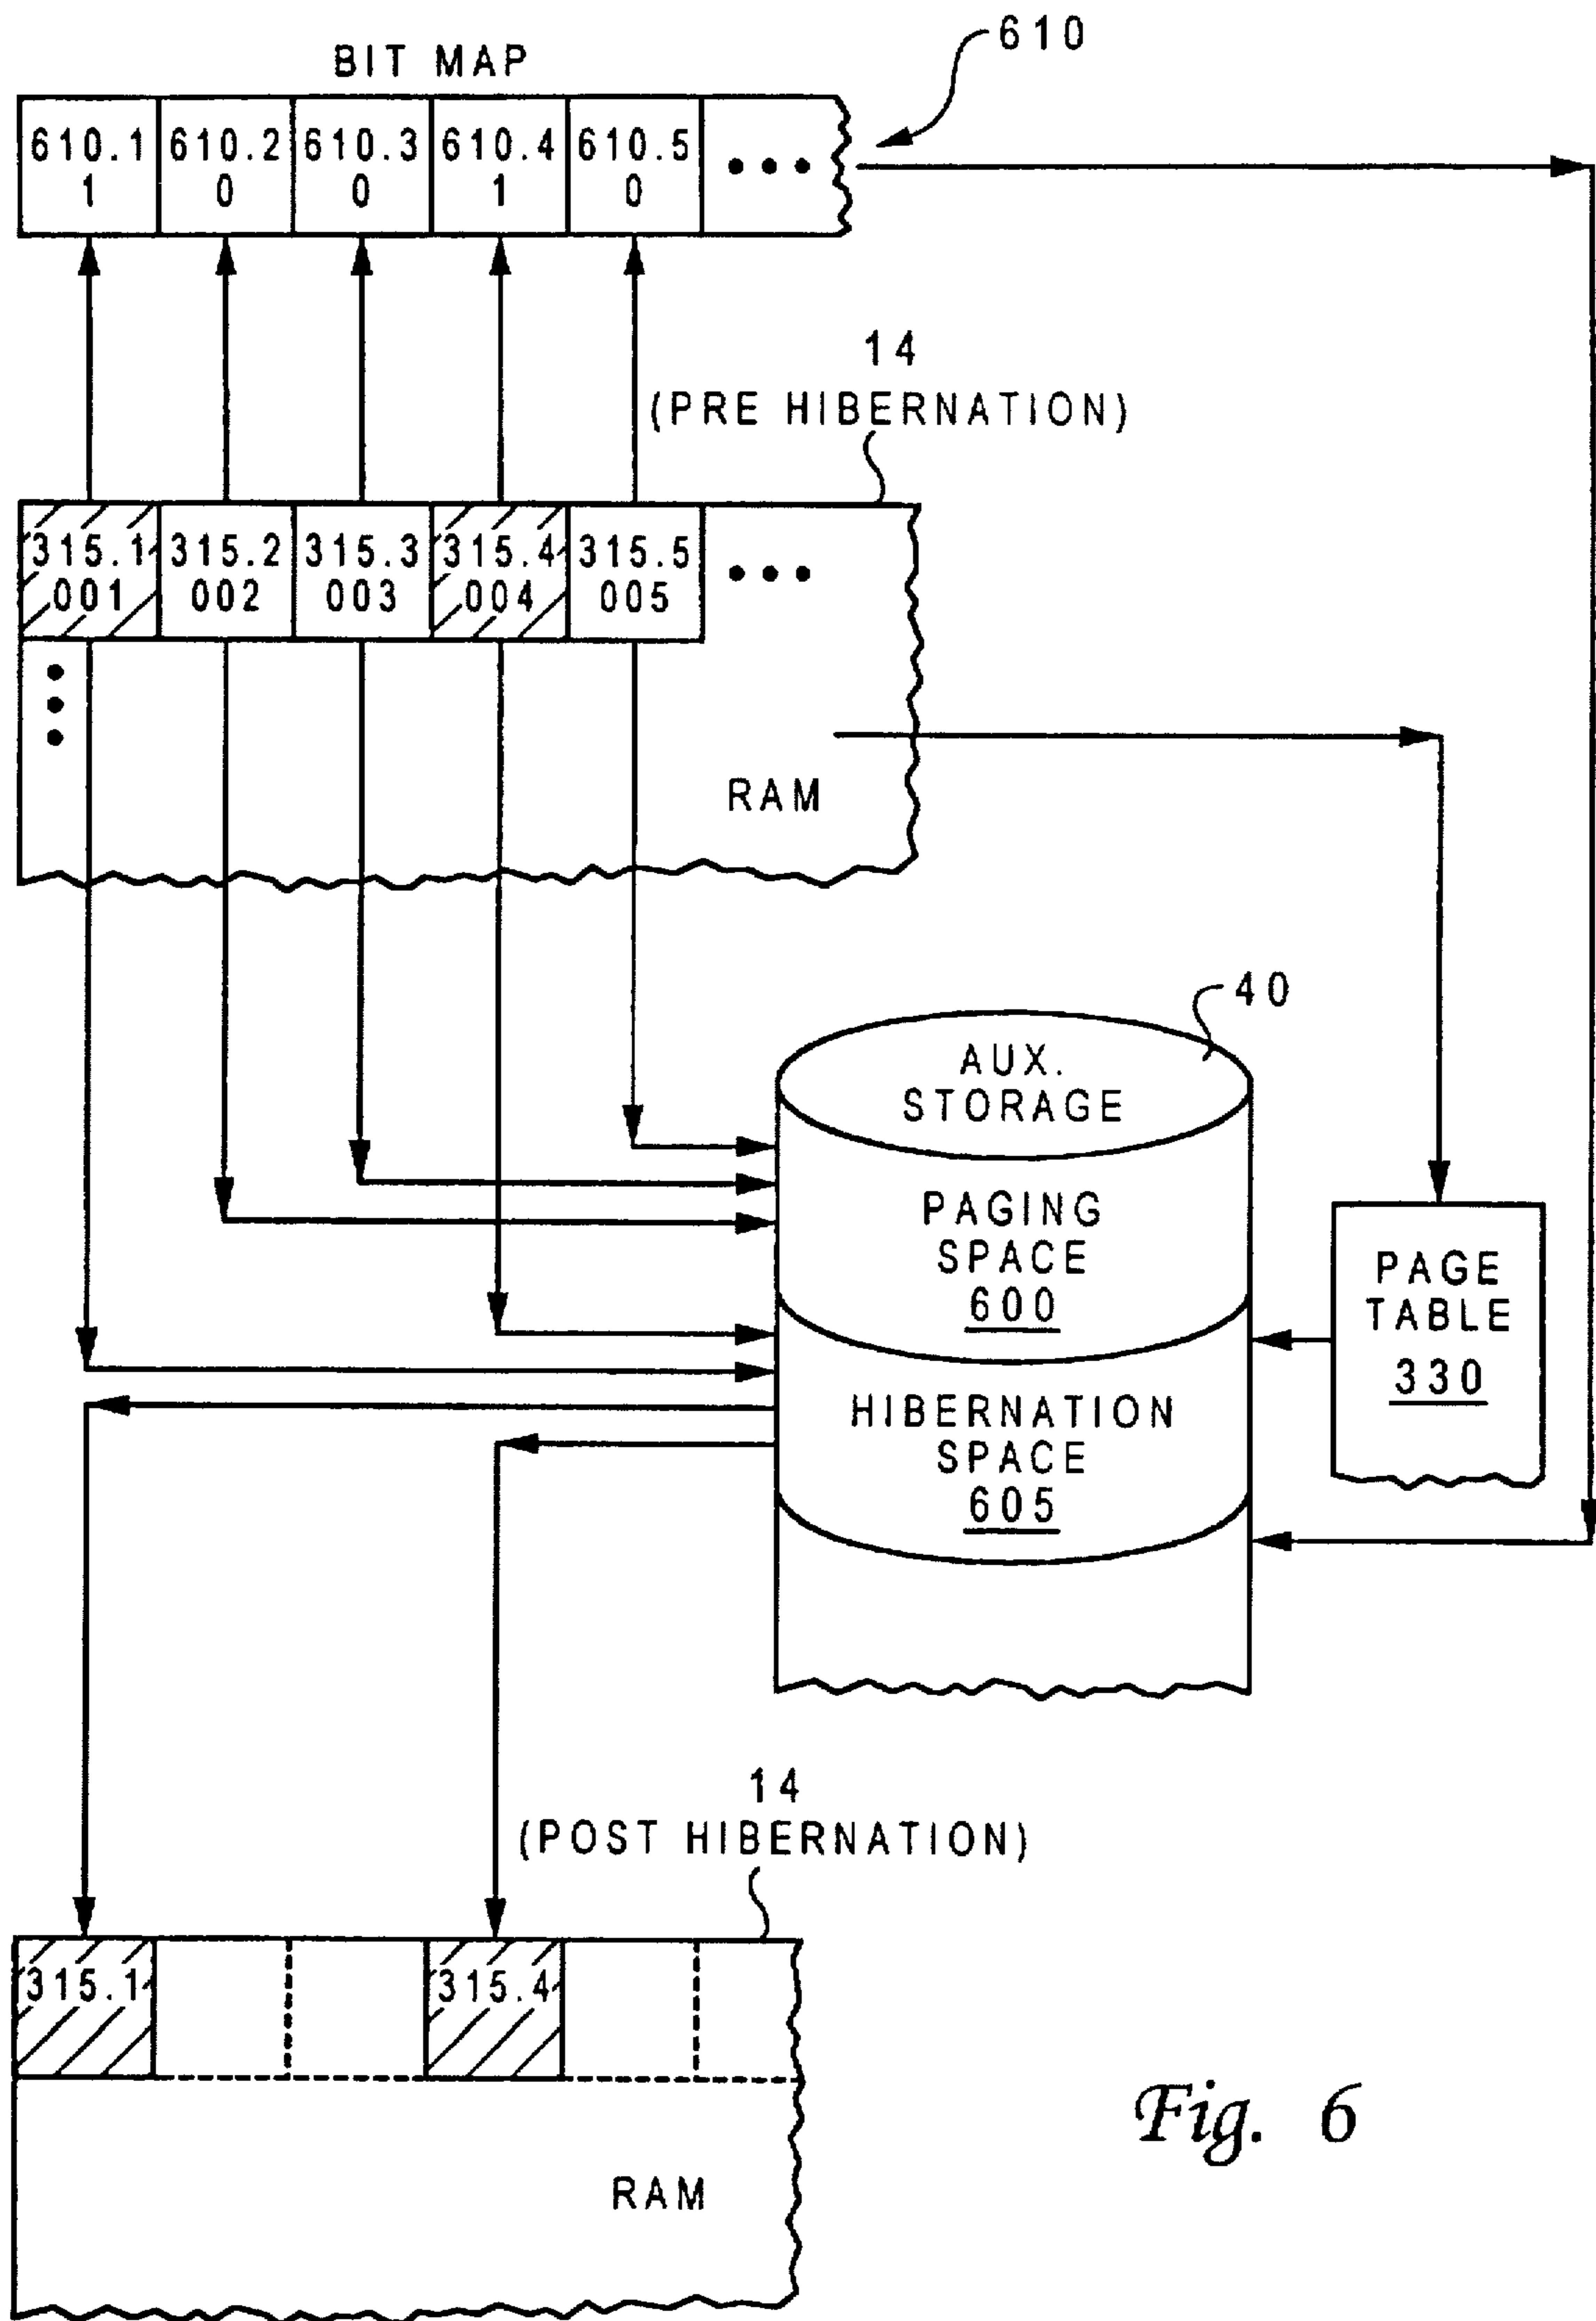 610
BIT MAP
610.1 610.2 610.3 610.4 610.5 •••
1 0 0 1 0
14
(PRE HIBERNATION)
315.1 315.2 315.3 315.4 315.5 •••
001 002 003 004 005
RAM
40
AUX.
STORAGE
PAGING
SPACE
600
PAGE
TABLE
330
HIBERNATION
SPACE
605
14
(POST HIBERNATION)
315.1 315.4
RAM
Fig. 6